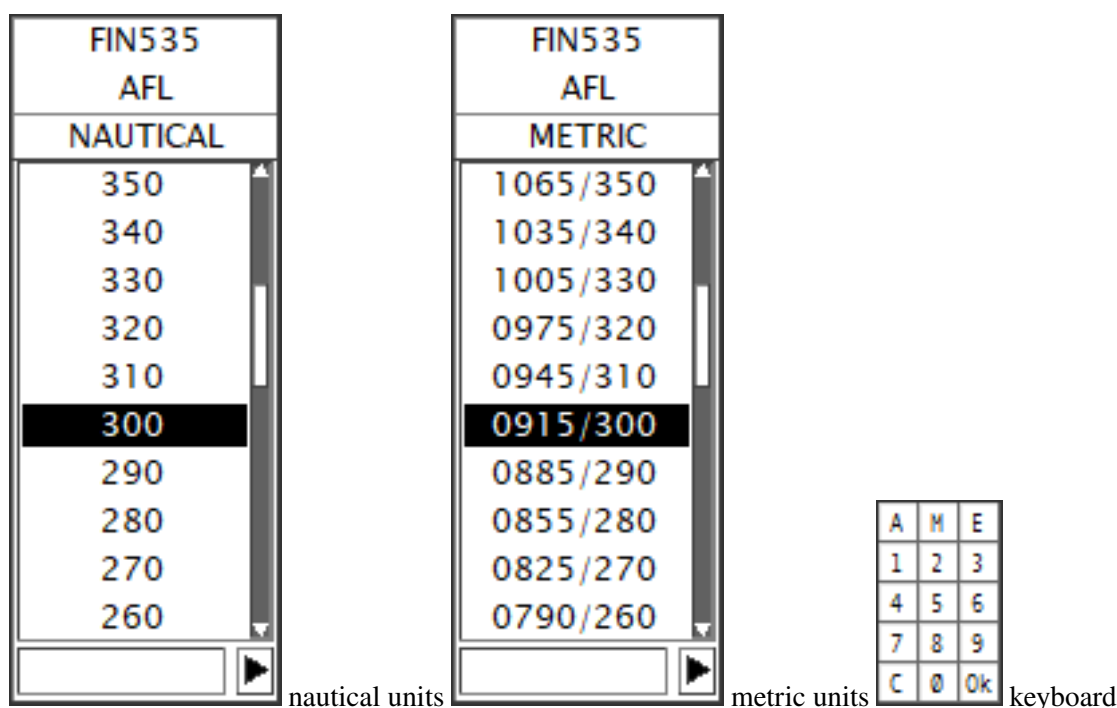 FIN535
AFL
NAUTICAL
350
340
330
320
310
300
290
280
270
260
nautical units
FIN535
AFL
METRIC
1065/350
1035/340
1005/330
0975/320
0945/310
0915/300
0885/290
0855/280
0825/270
0790/260
metric units
A M E
1 2 3
4 5 6
7 8 9
C Ø Ok
keyboard